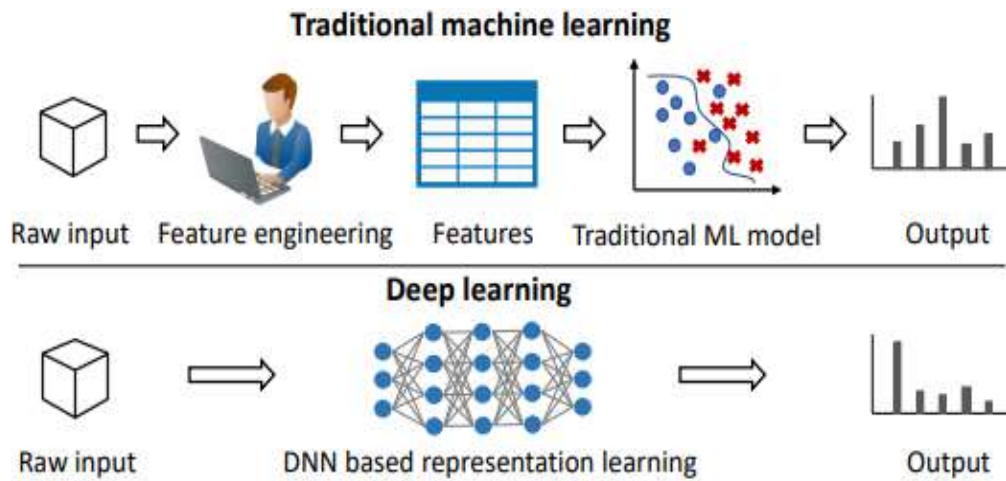 Traditional machine learning
Raw input
Feature engineering
Features
Traditional ML model
Output
Deep learning
Raw input
DNN based representation learning
Output